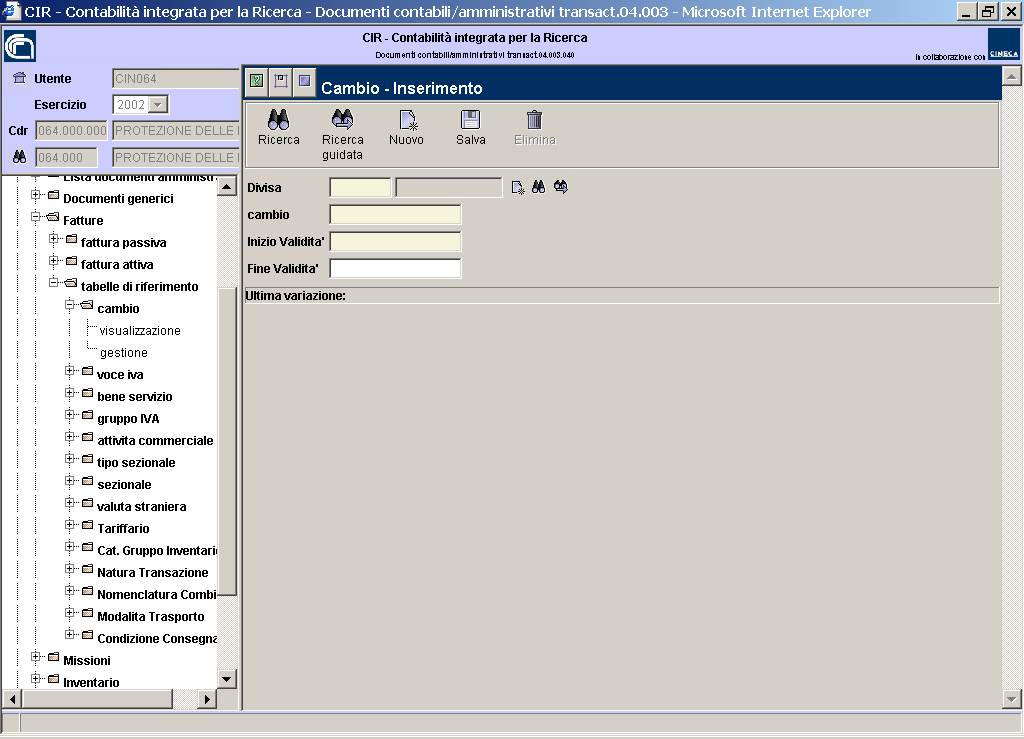 CIR - Contabilità integrata per la Ricerca - Documenti contabili/amministrativi transact.04.003 - Microsoft Internet Explorer
CIR - Contabilità integrata per la Ricerca
Documenti contabili/amministrativi transact.04.003.040
In collaborazione con CINECA
Utente CIN064
Esercizio 2002
Cdr 064.000.000 PROTEZIONE DELLE
064.000 PROTEZIONE DELLE
Lista documenti amministr
Documenti generici
Fatture
fattura passiva
fattura attiva
tabelle di riferimento
cambio
visualizzazione
gestione
voce iva
bene servizio
gruppo IVA
attivita commerciale
tipo sezionale
sezionale
valuta straniera
Tariffario
Cat. Gruppo Inventari
Natura Transazione
Nomenclatura Combi
Modalita Trasporto
Condizione Consegna
Missioni
Inventario
Cambio - Inserimento
Ricerca
Ricerca guidata
Nuovo
Salva
Elimina
Divisa
cambio
Inizio Validita'
Fine Validita'
Ultima variazione: